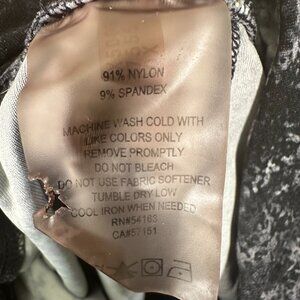 91% NYLON
9% SPANDEX
MACHINE WASH COLD WITH
LIKE COLORS ONLY
REMOVE PROMPTLY
DO NOT BLEACH
DO NOT USE FABRIC SOFTENER
TUMBLE DRY LOW
COOL IRON WHEN NEEDED
RN#54163
CA#57151